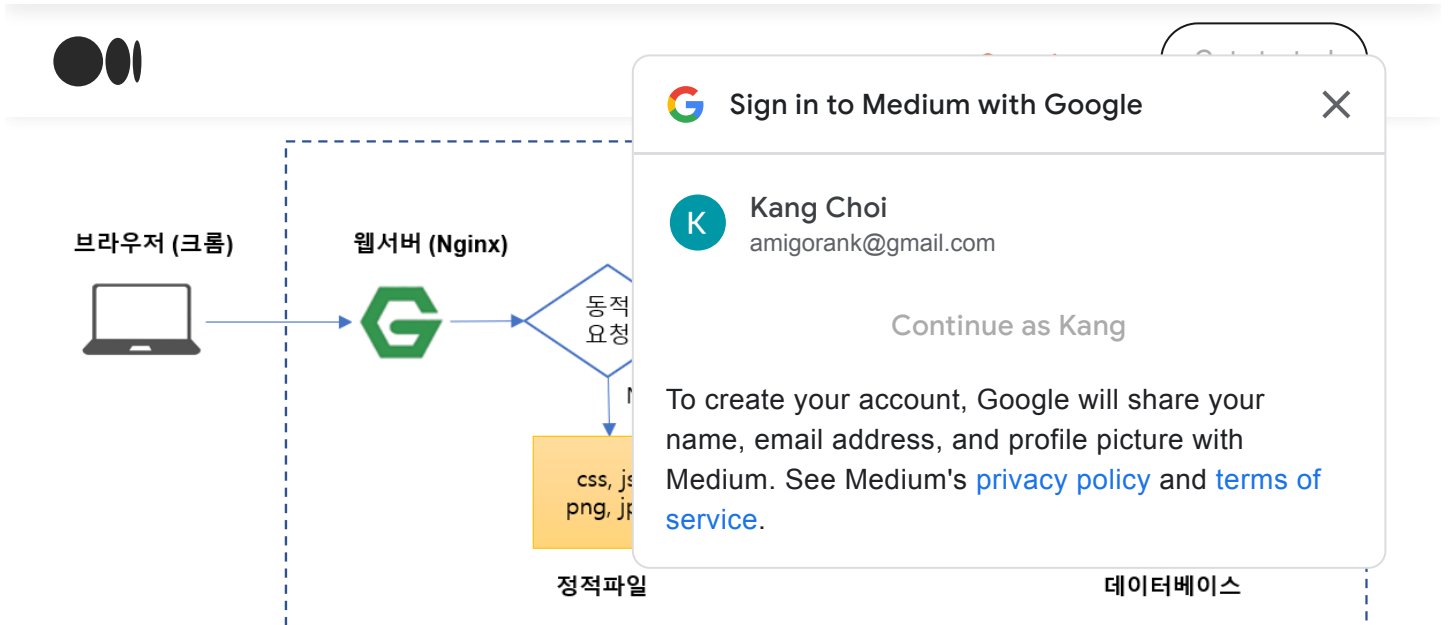 Sign in to Medium with Google
Kang Choi
K
amigorank@gmail.com
Continue as Kang
To create your account, Google will share your
name, email address, and profile picture with
Medium. See Medium's privacy policy and terms of
service.
브라우저 (크롬)
웹서버 (Nginx)
동적
요청
css,
png,
정적파일
데이터베이스